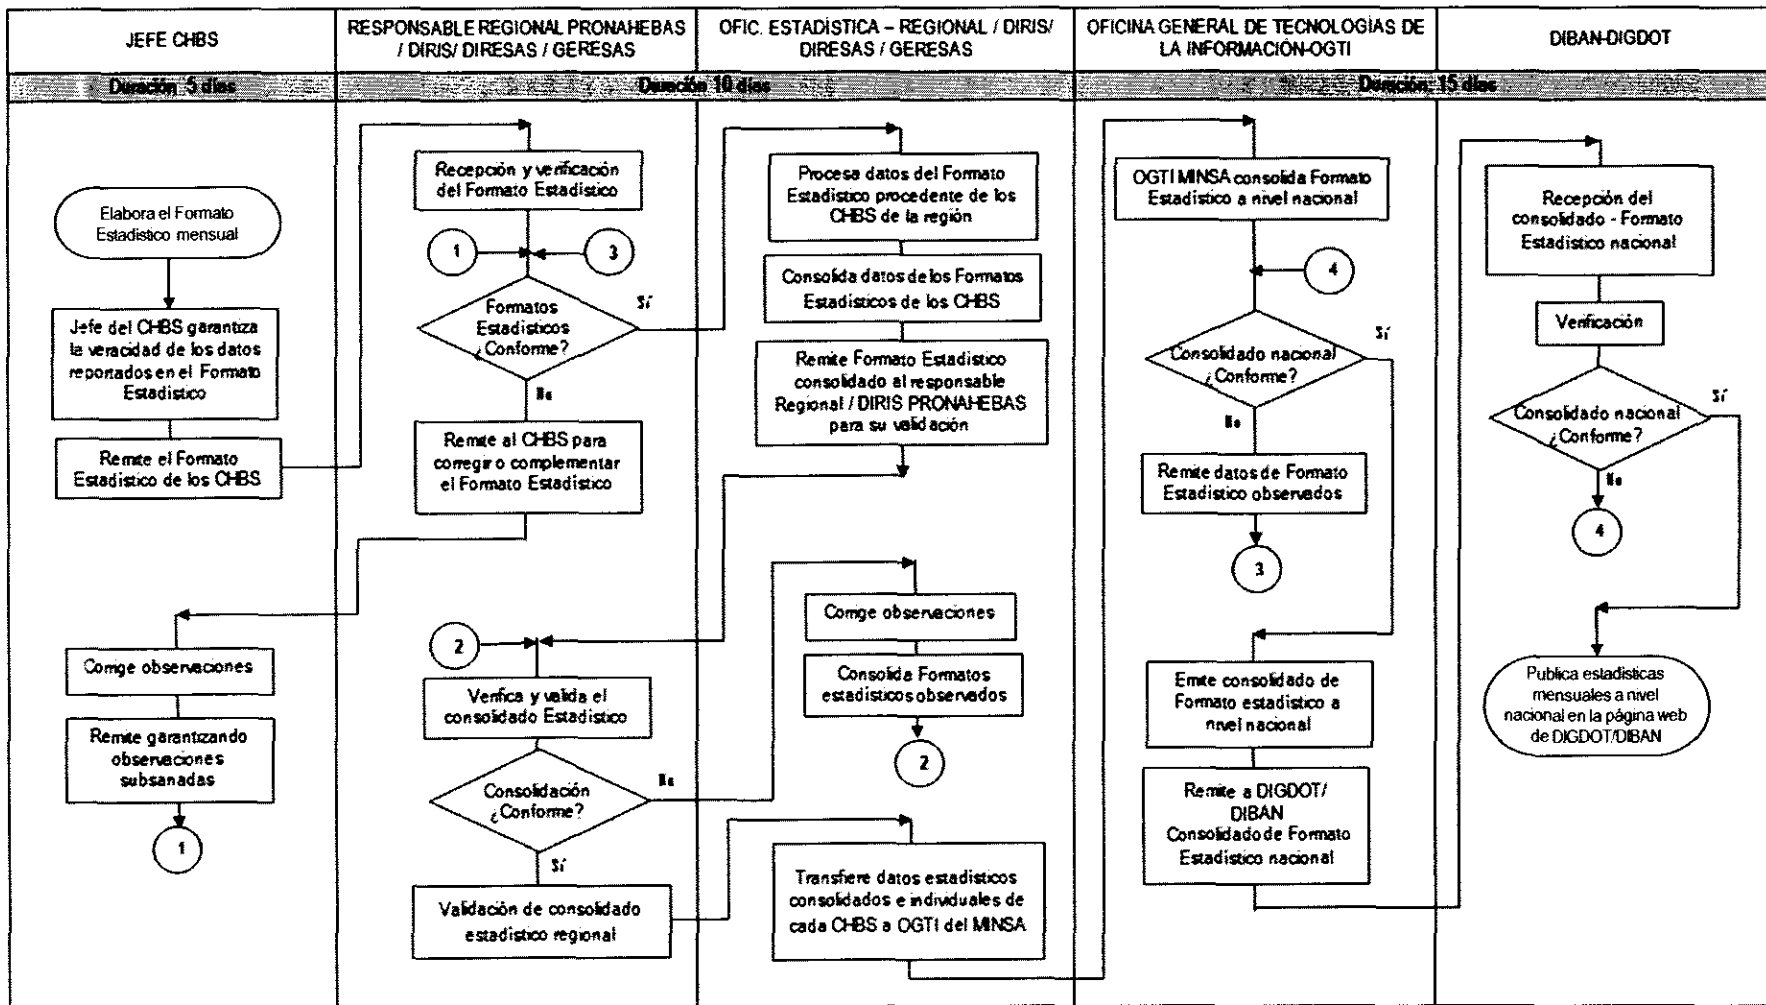 JEFE CHBS
RESPONSABLE REGIONAL PRONAHEBAS
/ DIRIS/ DIRESAS / GERESAS
OFIC. ESTADÍSTICA – REGIONAL / DIRIS/
DIRESAS / GERESAS
OFICINA GENERAL DE TECNOLOGÍAS DE
LA INFORMACIÓN-OGTI
DIBAN-DIGDOT
Duración 5 días
Duración 10 días
Duración: 15 días
Elabora el Formato
Estadístico mensual
Jefe del CHBS garantiza
la veracidad de los datos
reportados en el Formato
Estadístico
Remite el Formato
Estadístico de los CHBS
Corrige observaciones
Remite garantizando
observaciones
subsanadas
1
Recepción y verificación
del Formato Estadístico
1
3
Formatos
Estadísticos
¿Conforme?
Sí
No
Remite al CHBS para
corregir o complementar
el Formato Estadístico
2
Verifica y valida el
consolidado Estadístico
Consolidación
¿Conforme?
No
Sí
Validación de consolidado
estadístico regional
Procesa datos del Formato
Estadístico procedente de los
CHBS de la región
Consolida datos de los Formatos
Estadísticos de los CHBS
Remite Formato Estadístico
consolidado al responsable
Regional / DIRIS PRONAHEBAS
para su validación
Corrige observaciones
Consolida Formatos
estadísticos observados
2
Transfiere datos estadísticos
consolidados e individuales de
cada CHBS a OGTI del MINSA
OGTI MINSA consolida Formato
Estadístico a nivel nacional
4
Consolidado nacional
¿Conforme?
Sí
No
Remite datos de Formato
Estadístico observados
3
Emite consolidado de
Formato estadístico a
nivel nacional
Remite a DIGDOT/
DIBAN
Consolidado de Formato
Estadístico nacional
Recepción del
consolidado - Formato
Estadístico nacional
Verificación
Consolidado nacional
¿Conforme?
Sí
No
4
Publica estadísticas
mensuales a nivel
nacional en la página web
de DIGDOT/DIBAN